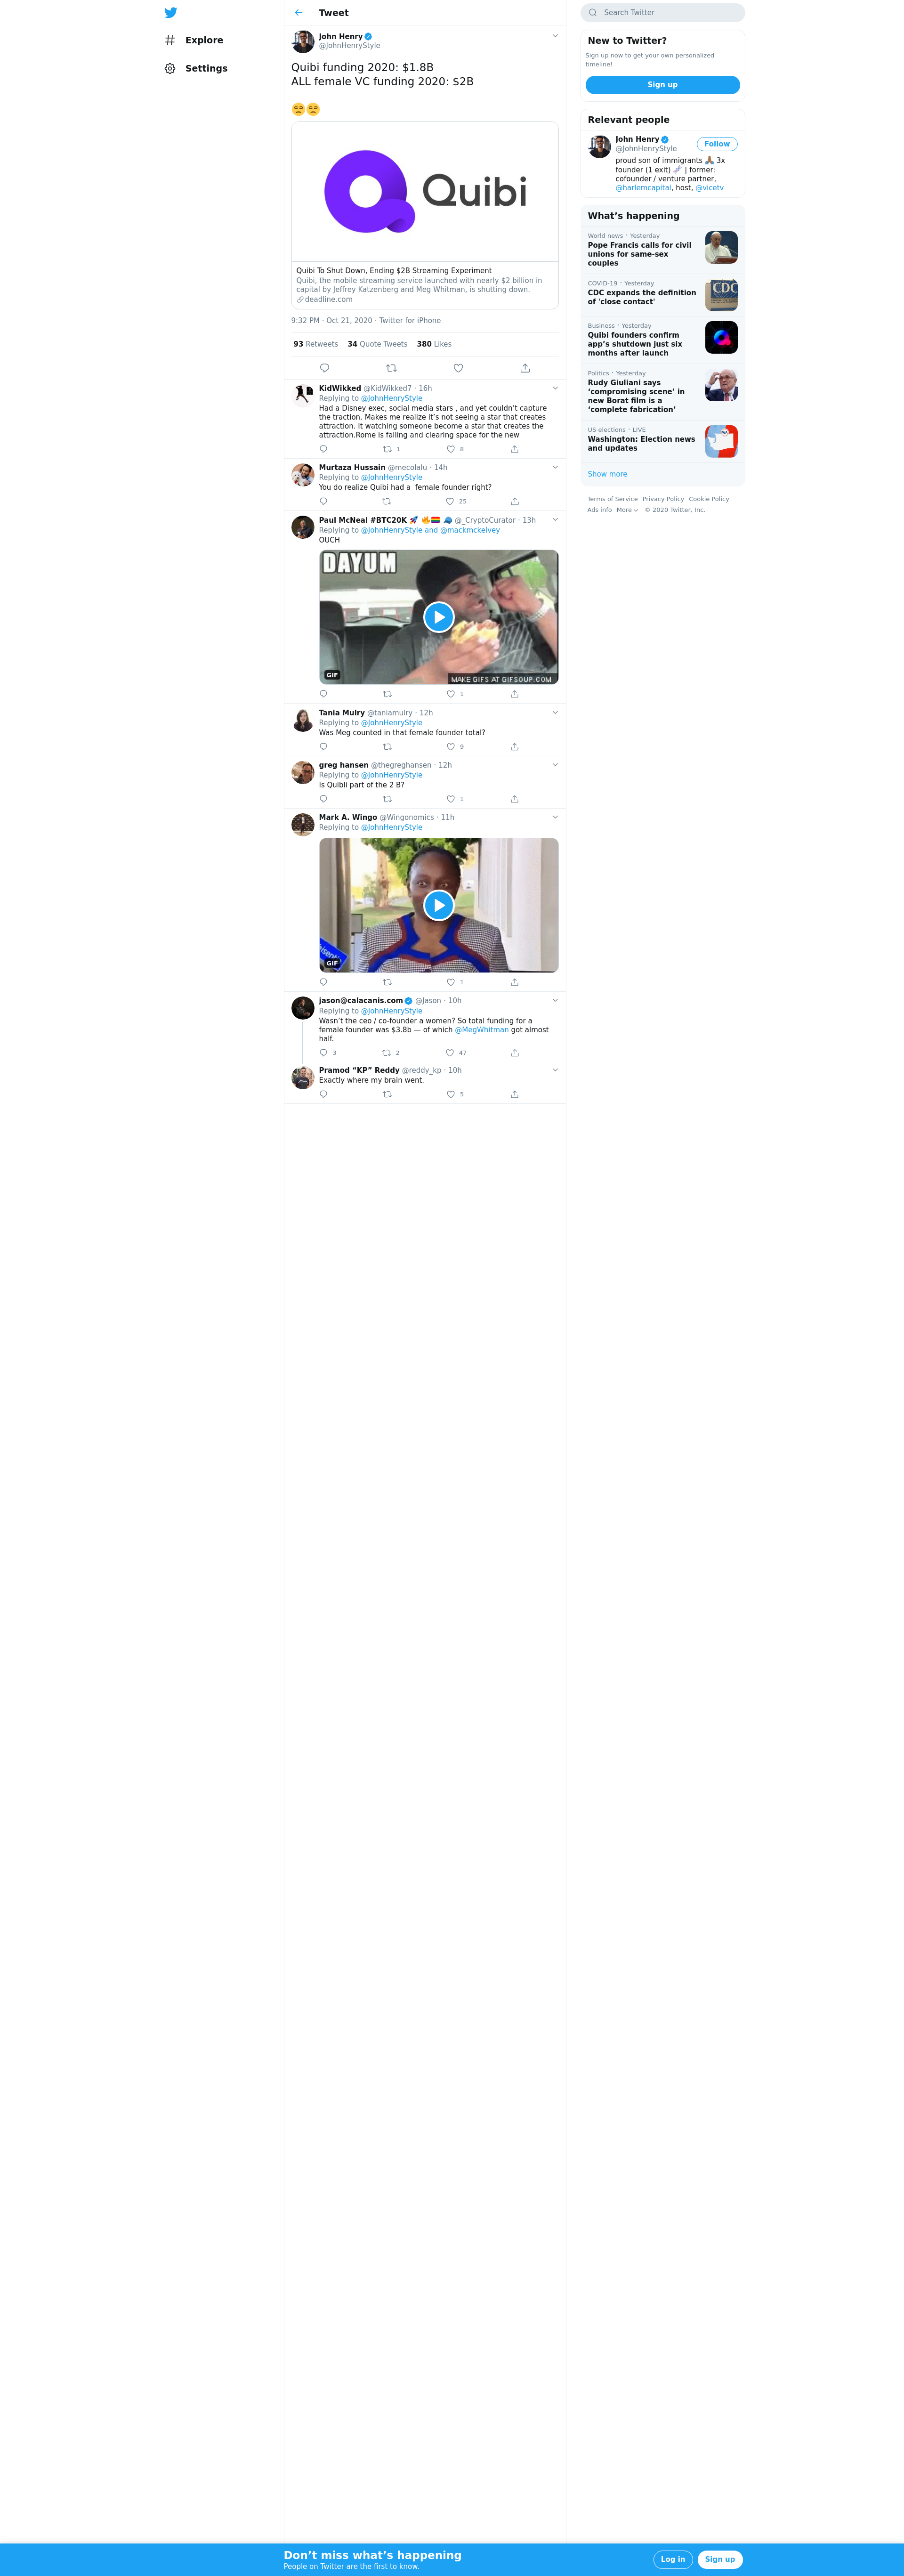 Explore
Settings
Tweet
John Henry
@JohnHenryStyle
Quibi funding 2020: $1.8B
ALL female VC funding 2020: $2B
Quibi
Quibi To Shut Down, Ending $2B Streaming Experiment
Quibi, the mobile streaming service launched with nearly $2 billion in
capital by Jeffrey Katzenberg and Meg Whitman, is shutting down.
deadline.com
9:32 PM · Oct 21, 2020 · Twitter for iPhone
93 Retweets 34 Quote Tweets 380 Likes
KidWikked @KidWikked7 · 16h
Replying to @JohnHenryStyle
Had a Disney exec, social media stars , and yet couldn’t capture
the traction. Makes me realize it’s not seeing a star that creates
attraction. It watching someone become a star that creates the
attraction.Rome is falling and clearing space for the new
1 8
Murtaza Hussain @mecolalu · 14h
Replying to @JohnHenryStyle
You do realize Quibi had a  female founder right?
25
Paul McNeal #BTC20K 🚀 🔥 🧢 @_CryptoCurator · 13h
Replying to @JohnHenryStyle and @mackmckelvey
OUCH
DAYUM
GIF
MAKE GIFS AT GIFSOUP.COM
1
Tania Mulry @taniamulry · 12h
Replying to @JohnHenryStyle
Was Meg counted in that female founder total?
9
greg hansen @thegreghansen · 12h
Replying to @JohnHenryStyle
Is Quibli part of the 2 B?
1
Mark A. Wingo @Wingonomics · 11h
Replying to @JohnHenryStyle
GIF
1
jason@calacanis.com @Jason · 10h
Replying to @JohnHenryStyle
Wasn’t the ceo / co-founder a women? So total funding for a
female founder was $3.8b — of which @MegWhitman got almost
half.
3 2 47
Pramod “KP” Reddy @reddy_kp · 10h
Exactly where my brain went.
5
Search Twitter
New to Twitter?
Sign up now to get your own personalized
timeline!
Sign up
Relevant people
John Henry
@JohnHenryStyle
Follow
proud son of immigrants 🙏🏾 3x
founder (1 exit) | former:
cofounder / venture partner,
@harlemcapital, host, @vicetv
What’s happening
World news · Yesterday
Pope Francis calls for civil
unions for same-sex
couples
COVID-19 · Yesterday
CDC expands the definition
of 'close contact'
CDC
Business · Yesterday
Quibi founders confirm
app’s shutdown just six
months after launch
Politics · Yesterday
Rudy Giuliani says
‘compromising scene’ in
new Borat film is a
‘complete fabrication’
US elections · LIVE
Washington: Election news
and updates
Show more
Terms of Service Privacy Policy Cookie Policy
Ads info More © 2020 Twitter, Inc.
Don’t miss what’s happening
People on Twitter are the first to know.
Log in
Sign up